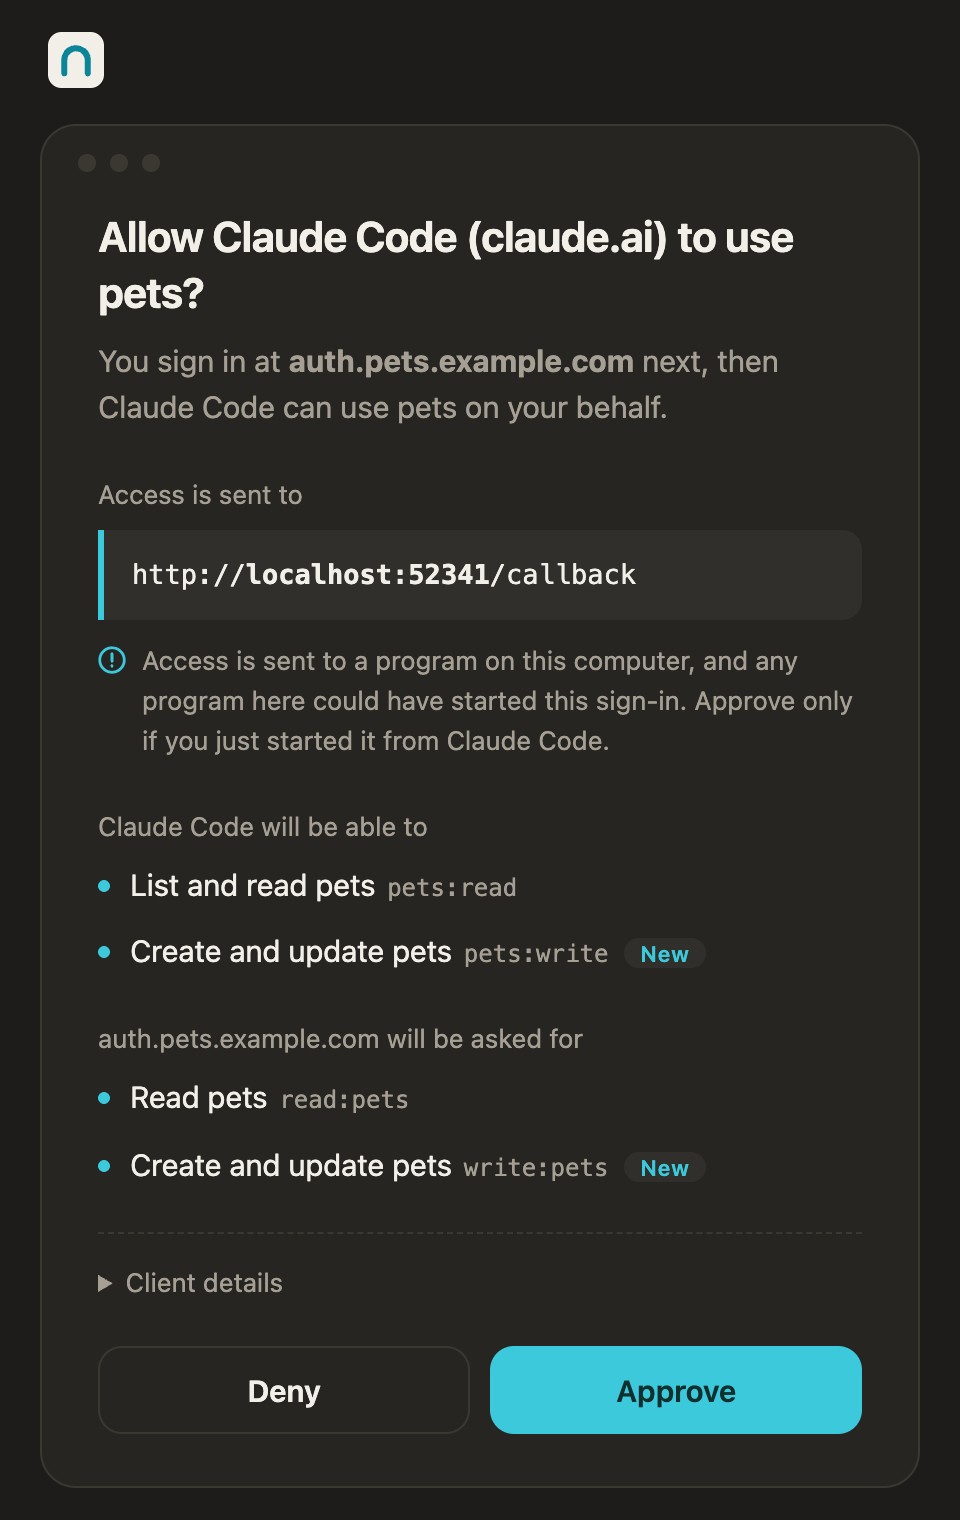 Allow Claude Code (claude.ai) to use
pets?
You sign in at auth.pets.example.com next, then
Claude Code can use pets on your behalf.
Access is sent to
http://localhost:52341/callback
Access is sent to a program on this computer, and any
program here could have started this sign-in. Approve only
if you just started it from Claude Code.
Claude Code will be able to
List and read pets pets:read
Create and update pets pets:write New
auth.pets.example.com will be asked for
Read pets read:pets
Create and update pets write:pets New
Client details
Deny Approve